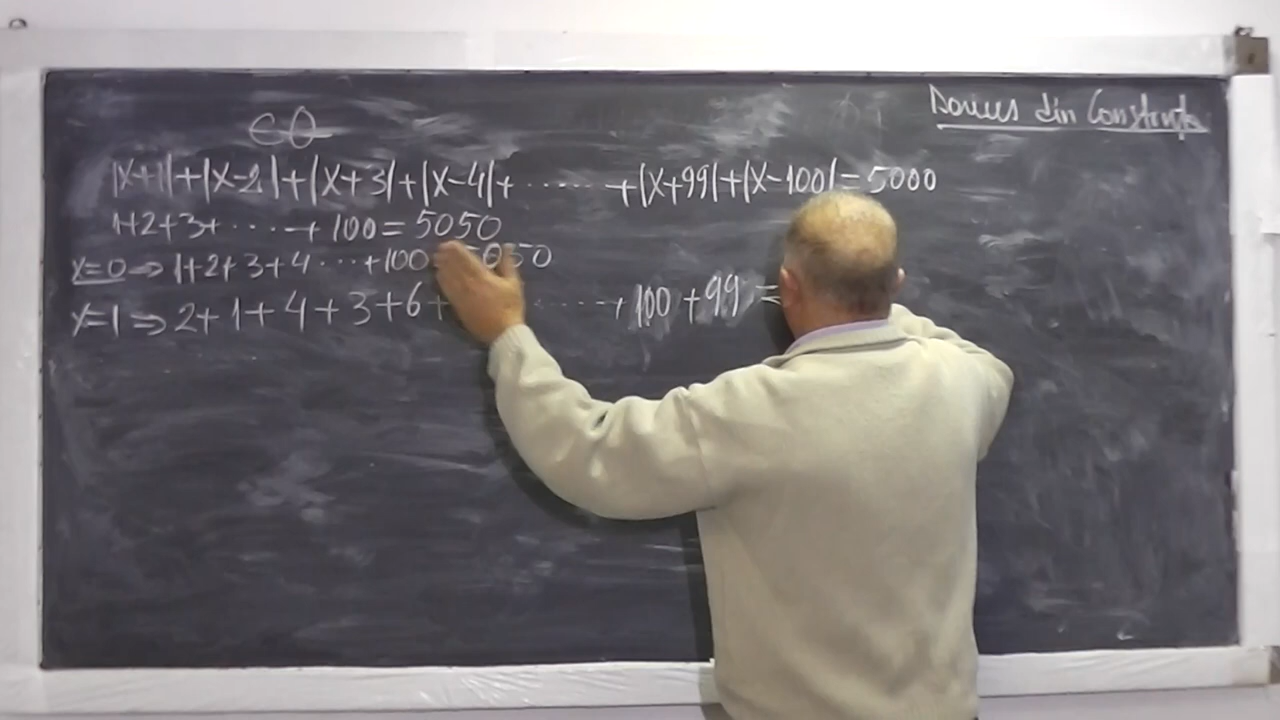 Darius din Constanța
|x+1|+|x-2|+|x+3|+|x-4|+ ...... +|x+99|+|x-100|=5000
1+2+3+ ....+ 100=5050
x=0⇒1+2+3+4 ...+100=5050
x=1⇒2+1+4+3+6+ ......+100+99=